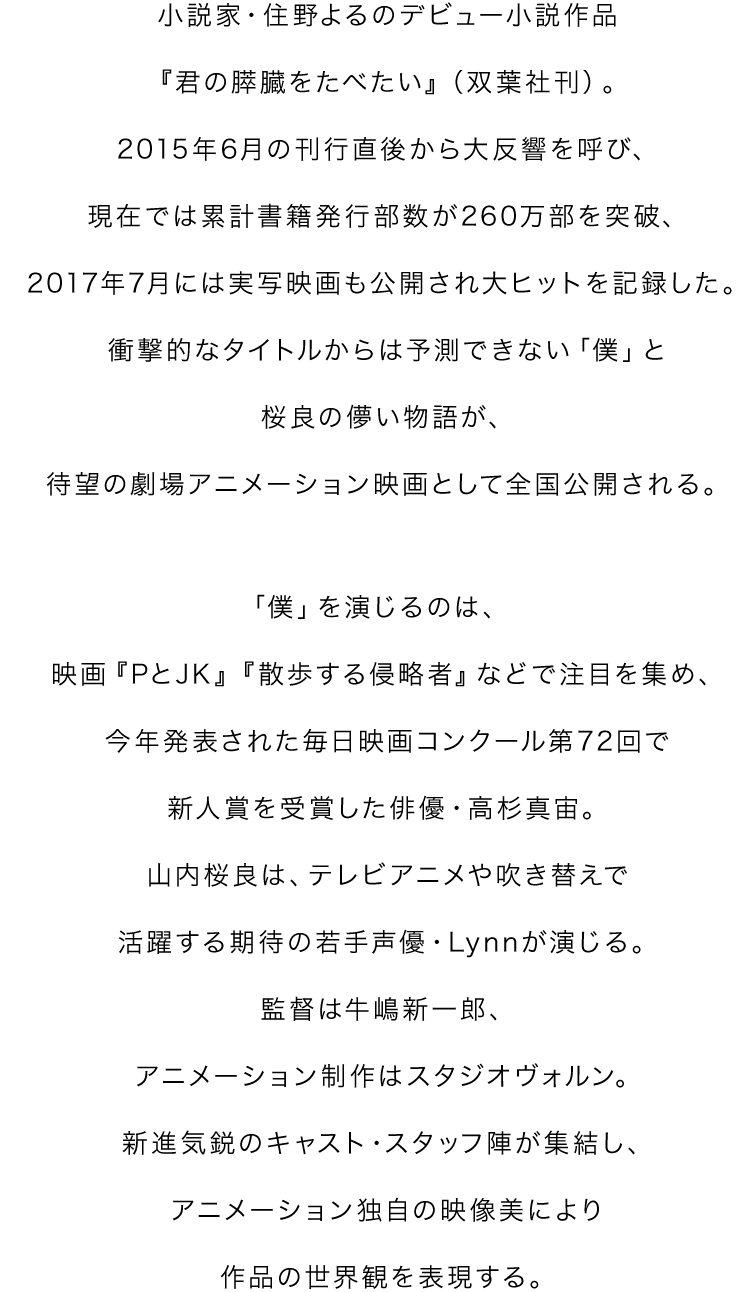 小説家・住野よるのデビュー小説作品
『君の膵臓をたべたい』（双葉社刊）。
2015年6月の刊行直後から大反響を呼び、
現在では累計書籍発行部数が260万部を突破、
2017年7月には実写映画も公開され大ヒットを記録した。
衝撃的なタイトルからは予測できない「僕」と
桜良の儚い物語が、
待望の劇場アニメーション映画として全国公開される。
「僕」を演じるのは、
映画『PとJK』『散歩する侵略者』などで注目を集め、
今年発表された毎日映画コンクール第72回で
新人賞を受賞した俳優・高杉真宙。
山内桜良は、テレビアニメや吹き替えで
活躍する期待の若手声優・Lynnが演じる。
監督は牛嶋新一郎、
アニメーション制作はスタジオヴォルン。
新進気鋭のキャスト・スタッフ陣が集結し、
アニメーション独自の映像美により
作品の世界観を表現する。